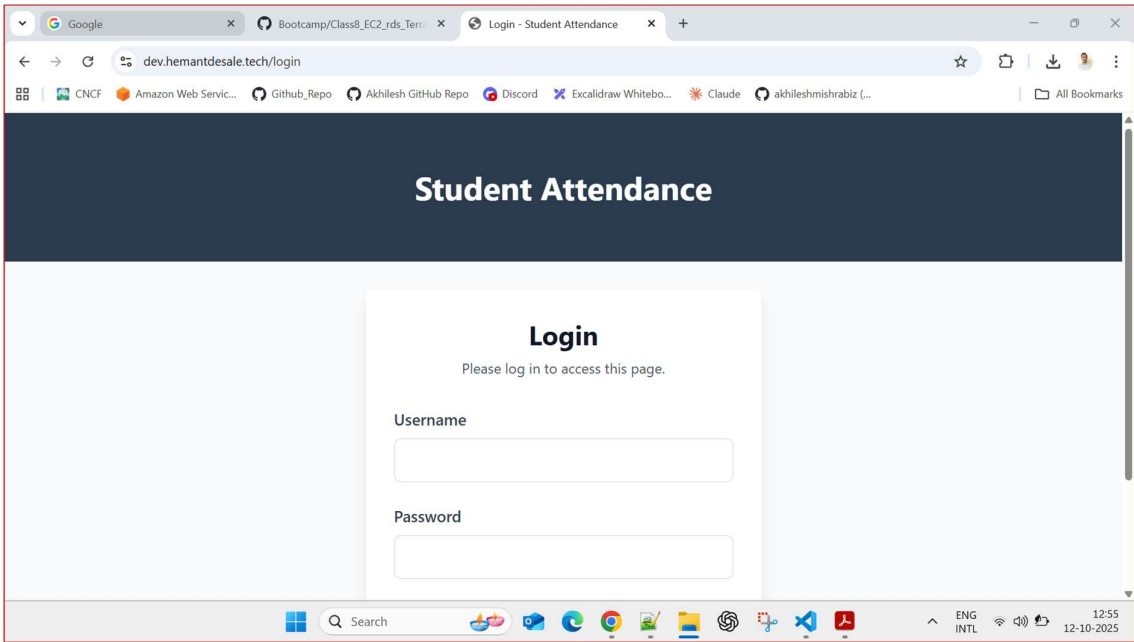 Google
Bootcamp/Class8_EC2_rds_Terra
Login - Student Attendance
dev.hemantdesale.tech/login
CNCF
Amazon Web Servic...
Github_Repo
Akhilesh GitHub Repo
Discord
Excalidraw Whitebo...
Claude
akhileshmishrabiz (...
All Bookmarks
Student Attendance
Login
Please log in to access this page.
Username
Password
Search
ENG
INTL
12:55
12-10-2025